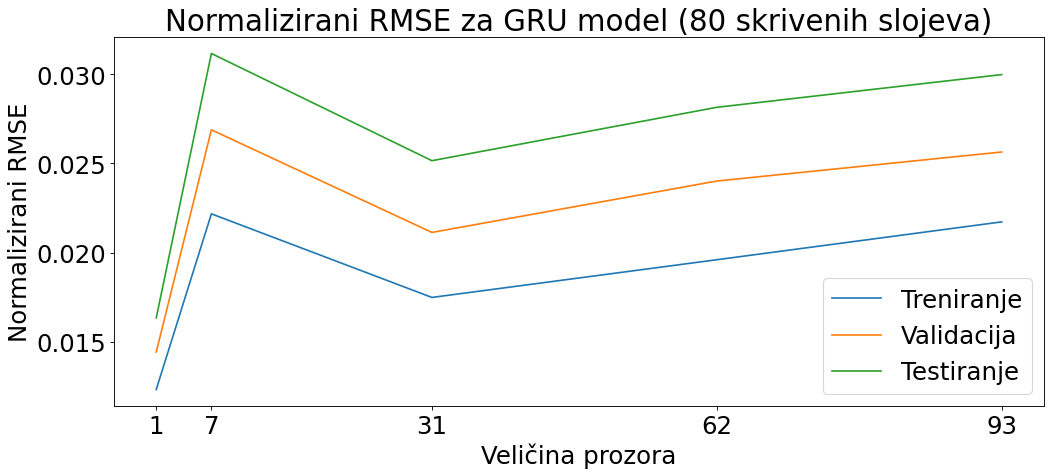 Normalizirani RMSE za GRU model (80 skrivenih slojeva)
Normalizirani RMSE
0.030
0.025
0.020
0.015
Treniranje
Validacija
Testiranje
1 7 31 62 93
Veličina prozora